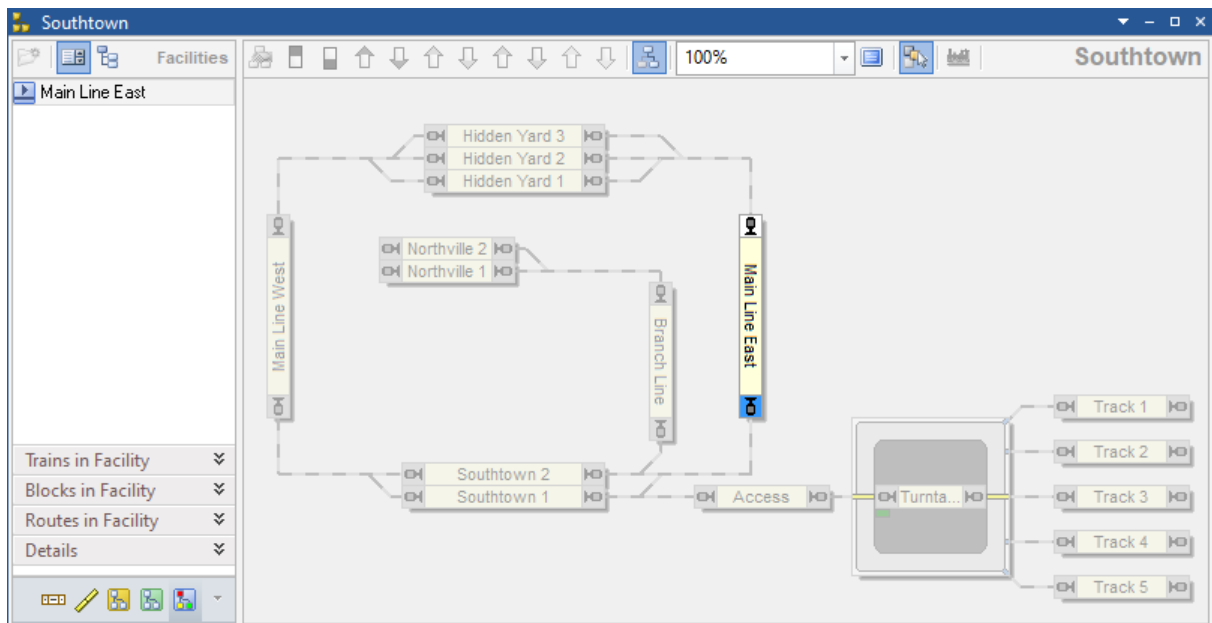 Southtown
Facilities
100%
Southtown
Main Line East
Hidden Yard 3
Hidden Yard 2
Hidden Yard 1
Northville 2
Northville 1
Main Line West
Branch Line
Main Line East
Track 1
Track 2
Southtown 2
Southtown 1
Access
Turnta...
Track 3
Track 4
Track 5
Trains in Facility
Blocks in Facility
Routes in Facility
Details